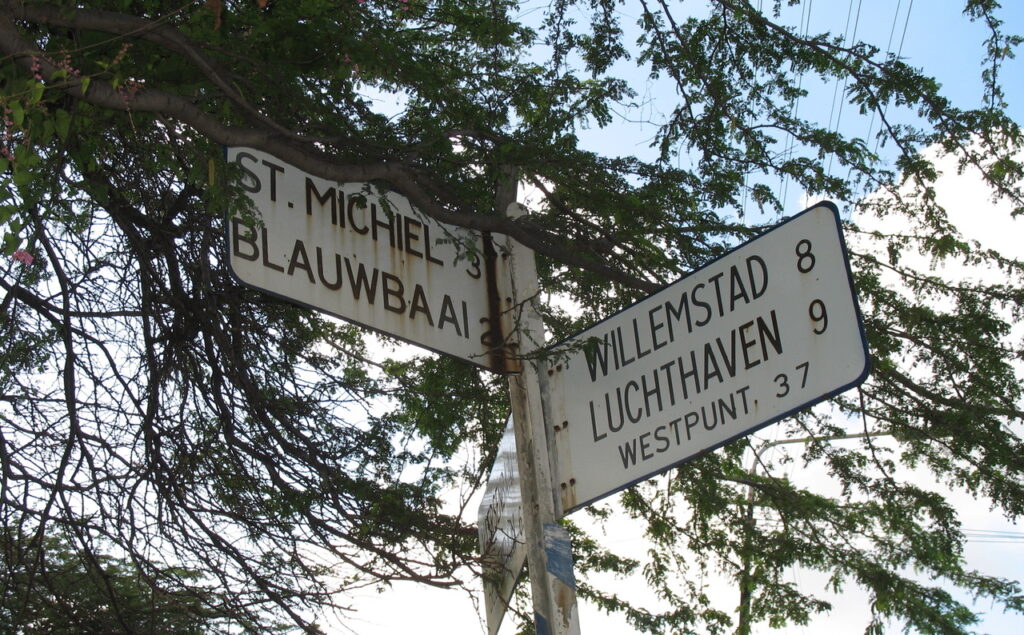 ST. MICHIEL 3
BLAUWBAAI 2
WILLEMSTAD 8
LUCHTHAVEN 9
WESTPUNT. 37